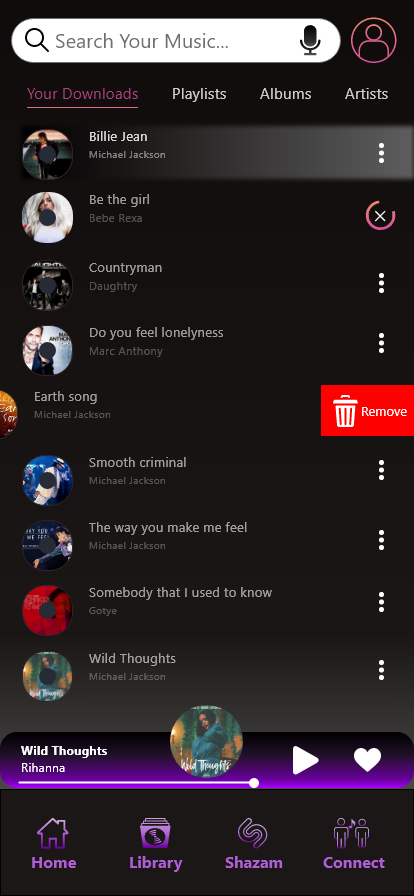 Search Your Music...
Your Downloads Playlists Albums Artists
Billie Jean
Michael Jackson
Be the girl
Bebe Rexa
Countryman
Daughtry
Do you feel lonelyness
Marc Anthony
Earth song
Michael Jackson
Remove
Smooth criminal
Michael Jackson
The way you make me feel
Michael Jackson
Somebody that I used to know
Gotye
Wild Thoughts
Michael Jackson
Wild Thoughts
Rihanna
Wild Thoughts
Home Library Shazam Connect